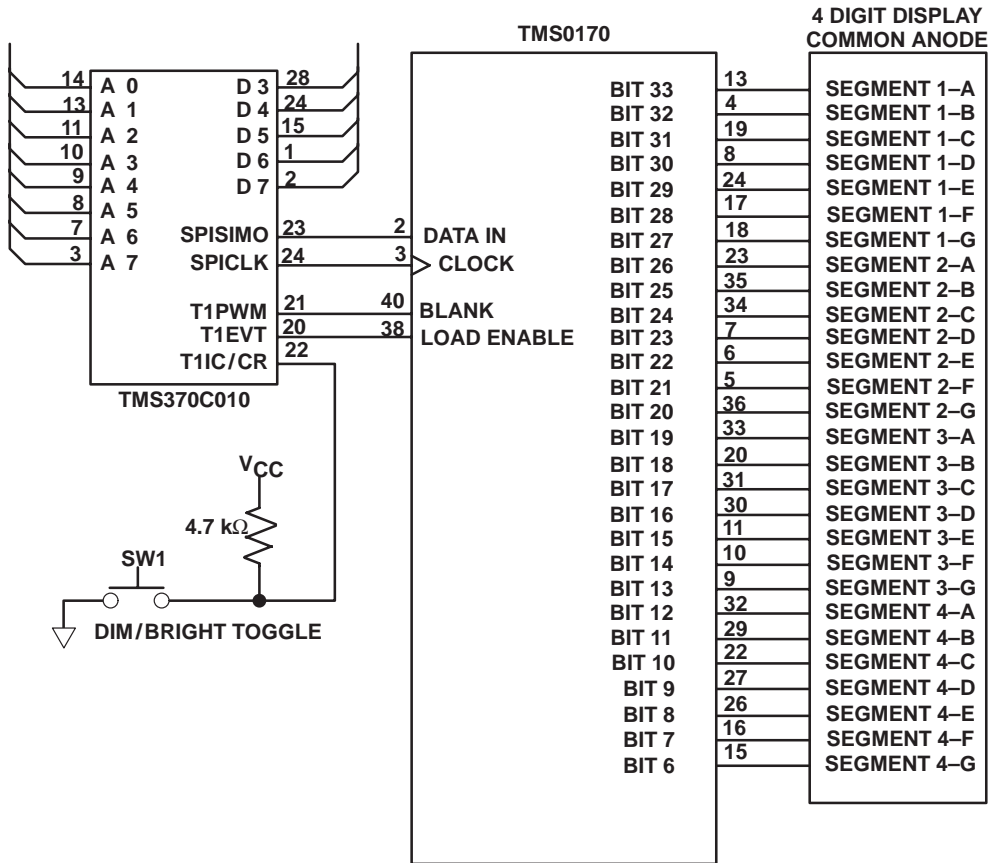 TMS0170
4 DIGIT DISPLAY
COMMON ANODE
14 A 0
13 A 1
11 A 2
10 A 3
9 A 4
8 A 5
7 A 6
3 A 7
D 3 28
D 4 24
D 5 15
D 6 1
D 7 2
SPISIMO 23 2 DATA IN
SPICLK 24 3 CLOCK
T1PWM 21 40 BLANK
T1EVT 20 38 LOAD ENABLE
T1IC/CR 22
TMS370C010
VCC
4.7 kΩ
SW1
DIM/BRIGHT TOGGLE
BIT 33 13 SEGMENT 1–A
BIT 32 4 SEGMENT 1–B
BIT 31 19 SEGMENT 1–C
BIT 30 8 SEGMENT 1–D
BIT 29 24 SEGMENT 1–E
BIT 28 17 SEGMENT 1–F
BIT 27 18 SEGMENT 1–G
BIT 26 23 SEGMENT 2–A
BIT 25 35 SEGMENT 2–B
BIT 24 34 SEGMENT 2–C
BIT 23 7 SEGMENT 2–D
BIT 22 6 SEGMENT 2–E
BIT 21 5 SEGMENT 2–F
BIT 20 36 SEGMENT 2–G
BIT 19 33 SEGMENT 3–A
BIT 18 20 SEGMENT 3–B
BIT 17 31 SEGMENT 3–C
BIT 16 30 SEGMENT 3–D
BIT 15 11 SEGMENT 3–E
BIT 14 10 SEGMENT 3–F
BIT 13 9 SEGMENT 3–G
BIT 12 32 SEGMENT 4–A
BIT 11 29 SEGMENT 4–B
BIT 10 22 SEGMENT 4–C
BIT 9 27 SEGMENT 4–D
BIT 8 26 SEGMENT 4–E
BIT 7 16 SEGMENT 4–F
BIT 6 15 SEGMENT 4–G